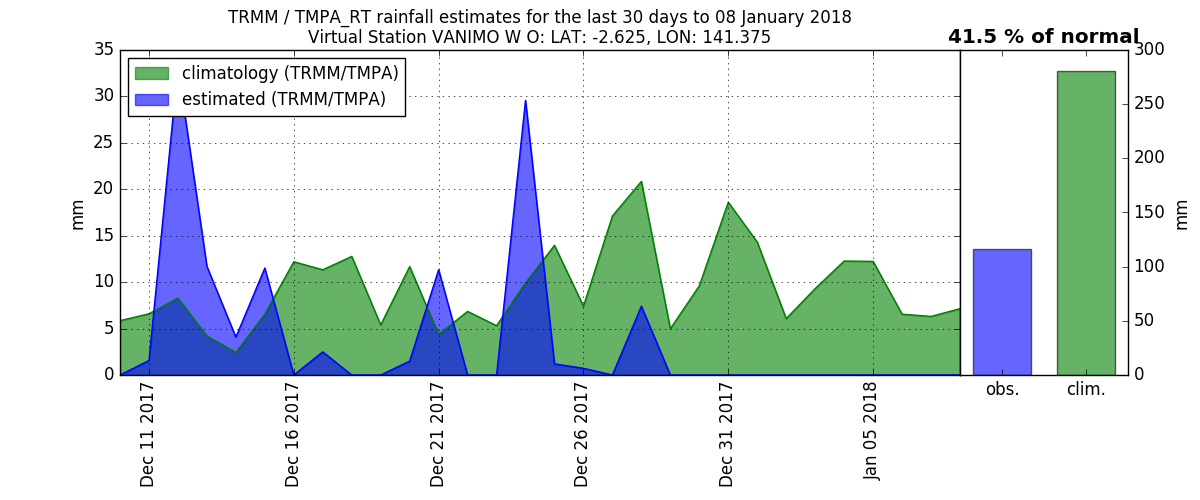 TRMM / TMPA_RT rainfall estimates for the last 30 days to 08 January 2018
Virtual Station VANIMO W O: LAT: -2.625, LON: 141.375
41.5 % of normal
climatology (TRMM/TMPA)
estimated (TRMM/TMPA)
35
30
25
20
15
10
5
0
mm
Dec 11 2017
Dec 16 2017
Dec 21 2017
Dec 26 2017
Dec 31 2017
Jan 05 2018
300
250
200
150
100
50
0
mm
obs.
clim.